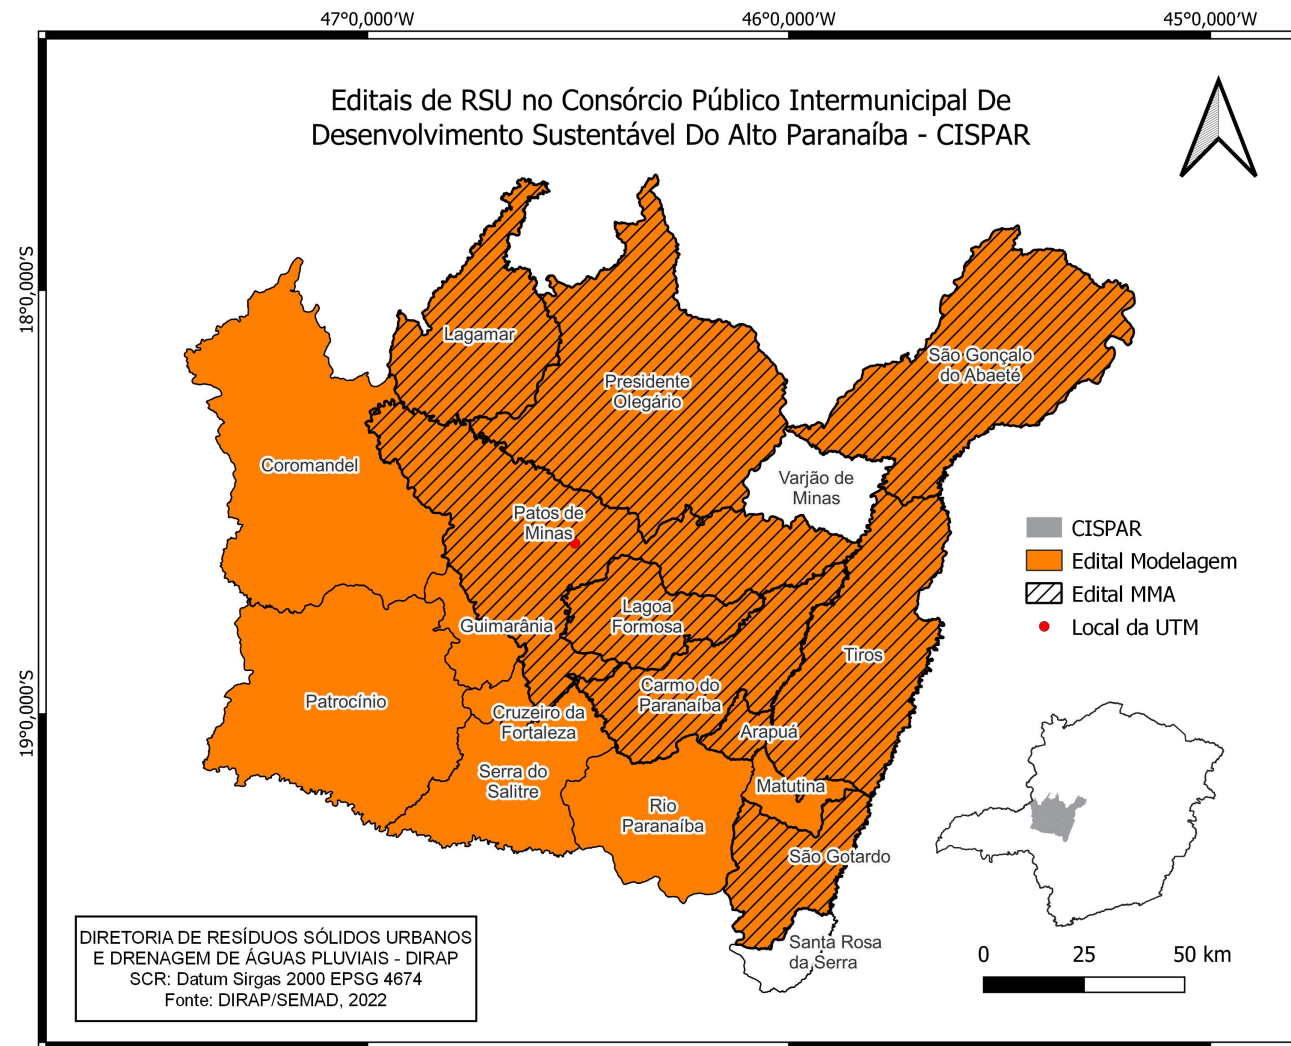 47°0,000′W
46°0,000′W
45°0,000′W
Editais de RSU no Consórcio Público Intermunicipal De
Desenvolvimento Sustentável Do Alto Paranaíba - CISPAR
18°0,000′S
19°0,000′S
Lagamar
Presidente
Olegário
São Gonçalo
do Abaeté
Coromandel
Varjão de
Minas
Patos de
Minas
Lagoa
Formosa
Guimarânia
Tiros
Patrocínio
Carmo do
Paranaíba
Cruzeiro da
Fortaleza
Arapuá
Serra do
Salitre
Matutina
Rio
Paranaíba
São Gotardo
Santa Rosa
da Serra
CISPAR
Edital Modelagem
Edital MMA
Local da UTM
0 25 50 km
DIRETORIA DE RESÍDUOS SÓLIDOS URBANOS
E DRENAGEM DE ÁGUAS PLUVIAIS - DIRAP
SCR: Datum Sirgas 2000 EPSG 4674
Fonte: DIRAP/SEMAD, 2022